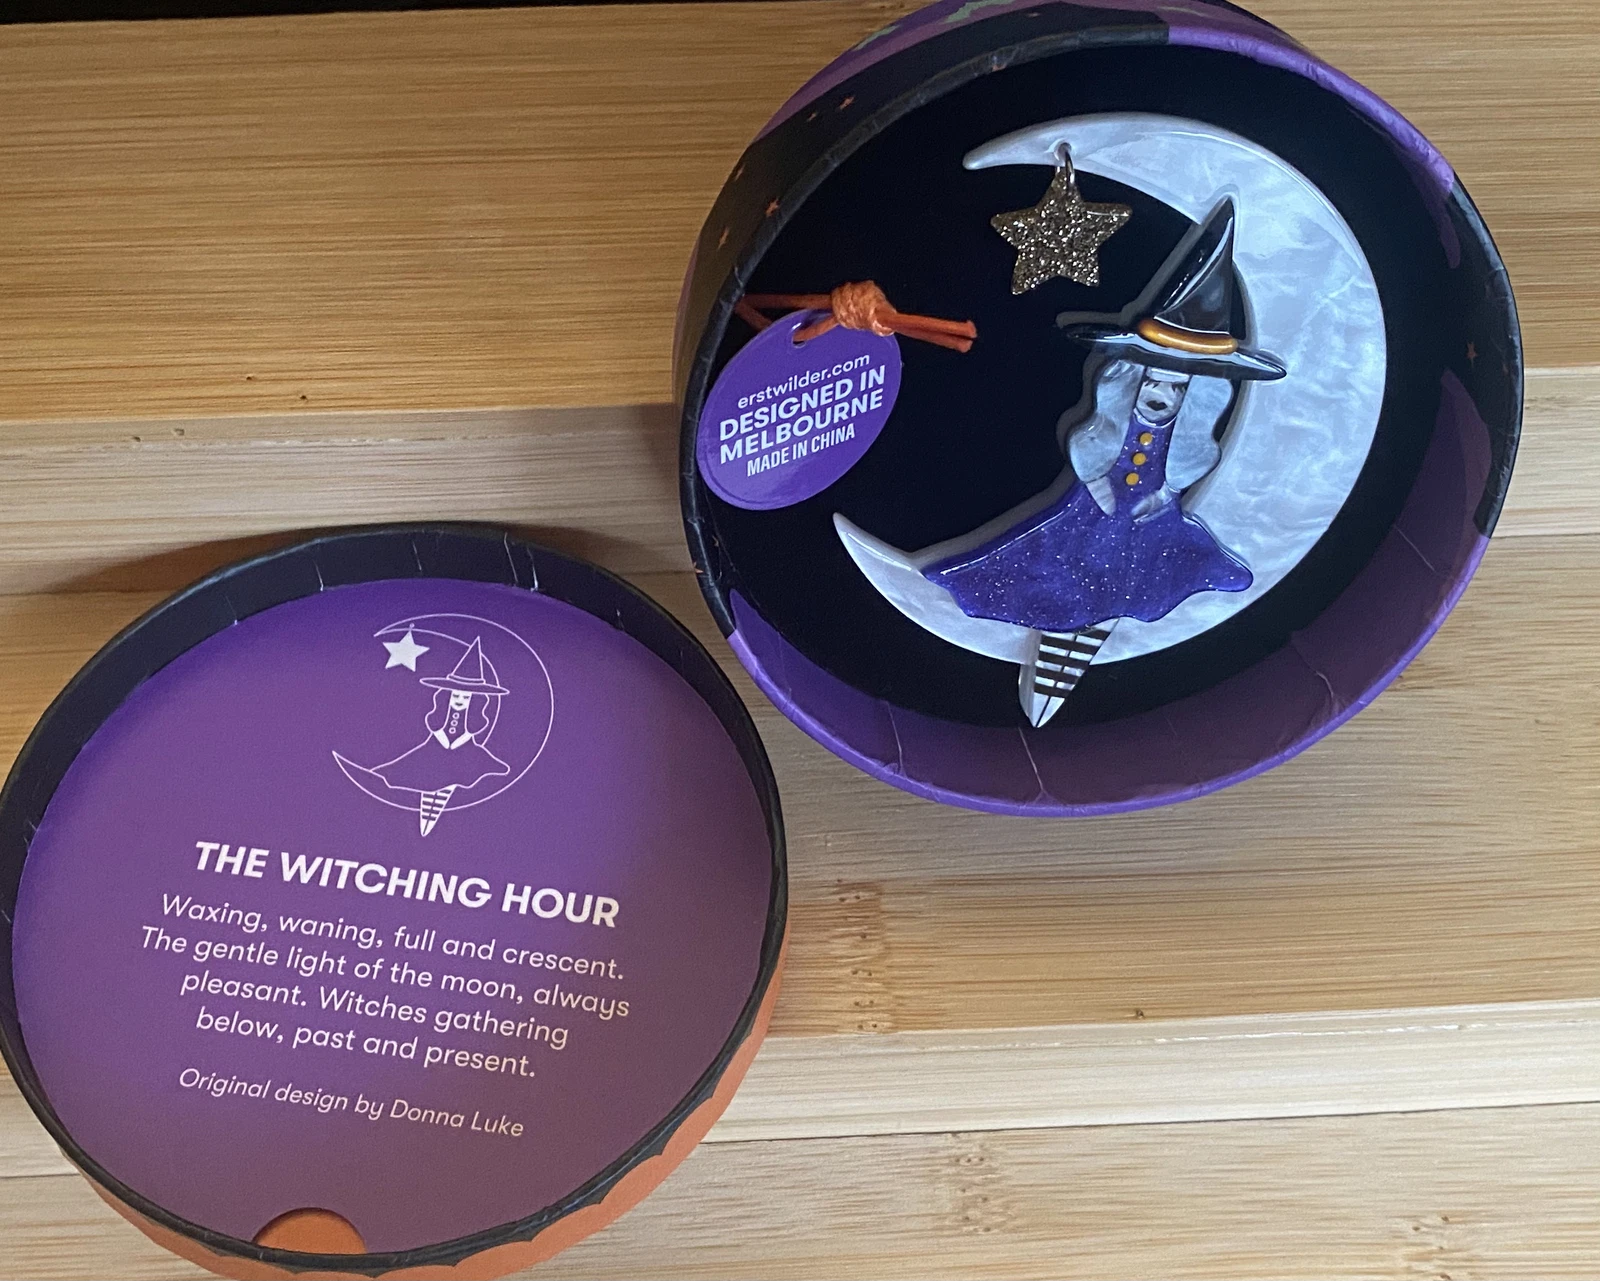 erstwilder.com
DESIGNED IN
MELBOURNE
MADE IN CHINA
THE WITCHING HOUR
Waxing, waning, full and crescent.
The gentle light of the moon, always
pleasant. Witches gathering
below, past and present.
Original design by Donna Luke